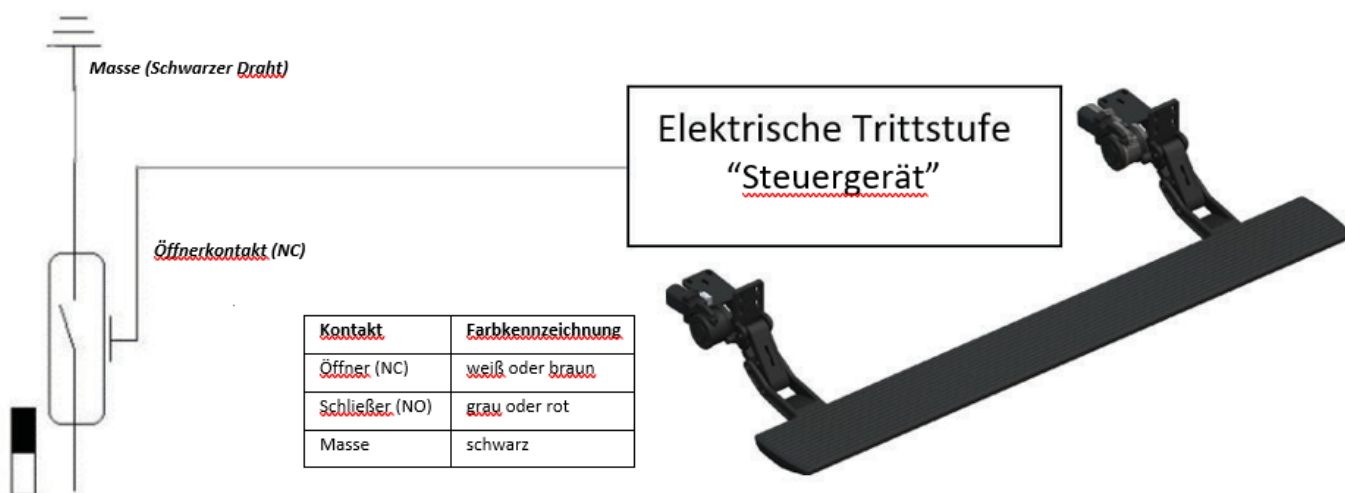 Masse (Schwarzer Draht)
Elektrische Trittstufe
“Steuergerät”
Öffnerkontakt (NC)
Kontakt Farbkennzeichnung
Öffner (NC) weiß oder braun
Schließer (NO) grau oder rot
Masse schwarz